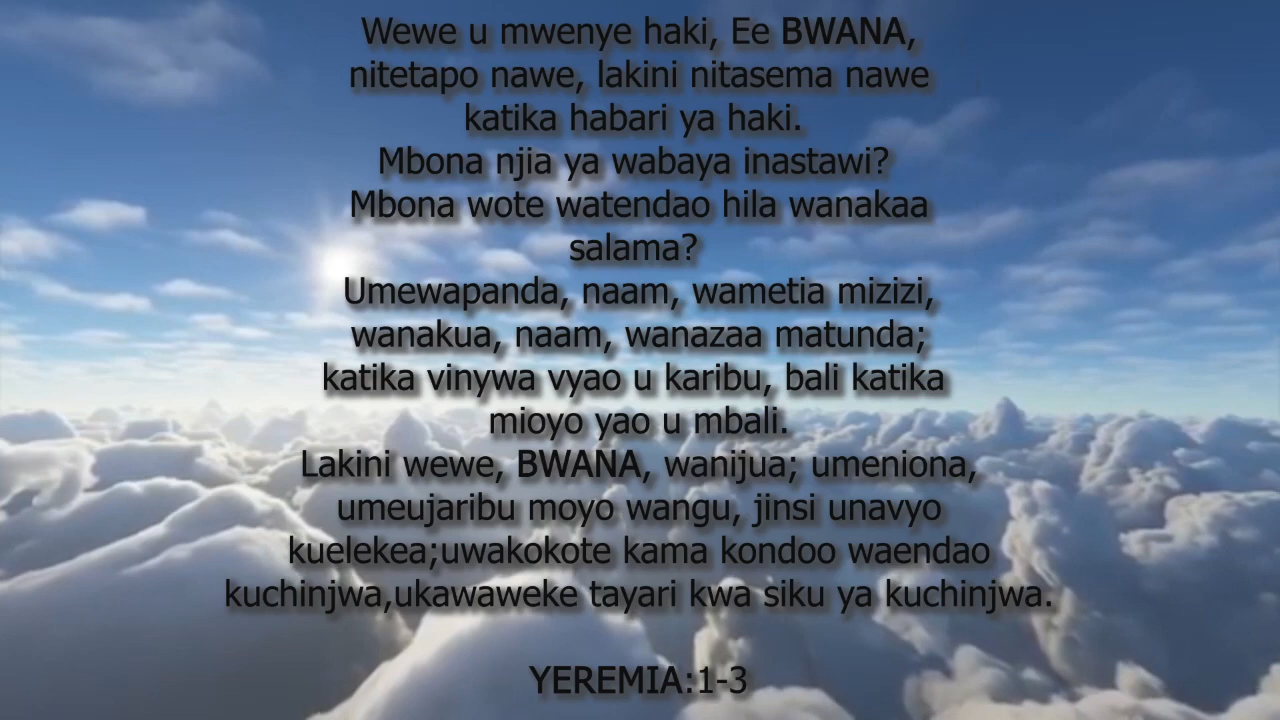 Wewe u mwenye haki, Ee BWANA,
nitetapo nawe, lakini nitasema nawe
katika habari ya haki.
Mbona njia ya wabaya inastawi?
Mbona wote watendao hila wanakaa
salama?
Umewapanda, naam, wametia mizizi,
wanakua, naam, wanazaa matunda;
katika vinywa vyao u karibu, bali katika
mioyo yao u mbali.
Lakini wewe, BWANA, wanijua; umeniona,
umeujaribu moyo wangu, jinsi unavyo
kuelekea;uwakokote kama kondoo waendao
kuchinjwa,ukawaweke tayari kwa siku ya kuchinjwa.
YEREMIA:1-3